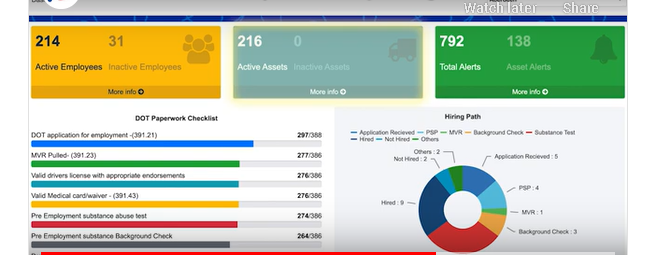 Watch later Share
214 31
Active Employees Inactive Employees
More info
216 0
Active Assets Inactive Assets
More info
792 138
Total Alerts Asset Alerts
More info
DOT Paperwork Checklist
DOT application for employment -(391.21) 297/388
MVR Pulled- (391.23) 277/386
Valid drivers license with appropriate endorsements 276/386
Valid Medical card/waiver - (391.43) 276/386
Pre Employment substance abuse test 274/386
Pre Employment substance Background Check 264/386
Hiring Path
Application Recieved PSP MVR Background Check Substance Test
Hired Not Hired Others
Others : 2
Not Hired : 2
Application Recieved : 5
PSP : 4
Hired : 9
MVR : 1
Background Check : 3